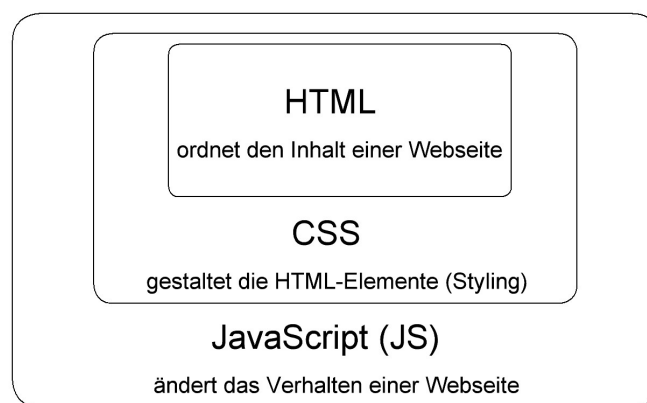 HTML
ordnet den Inhalt einer Webseite
CSS
gestaltet die HTML-Elemente (Styling)
JavaScript (JS)
ändert das Verhalten einer Webseite